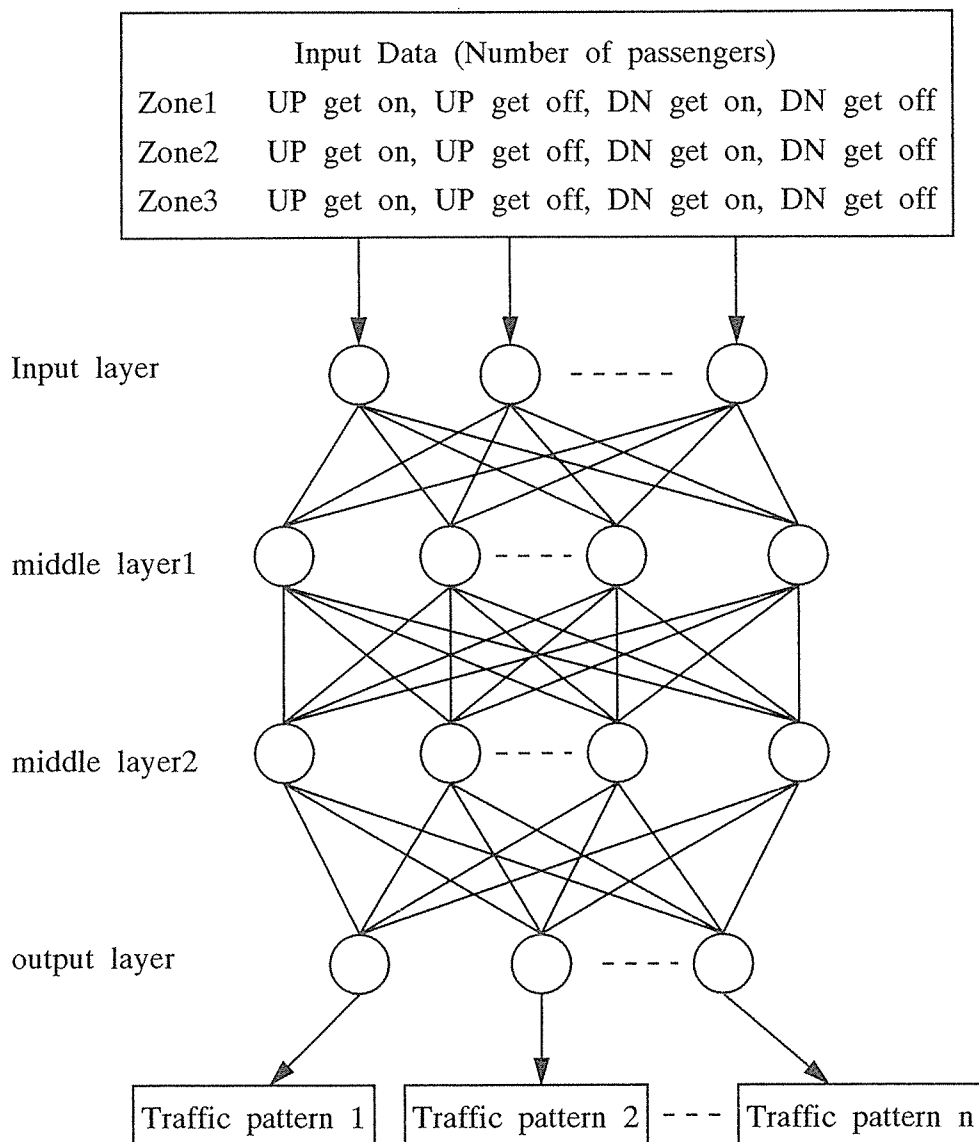 Input Data (Number of passengers)
Zone1 UP get on, UP get off, DN get on, DN get off
Zone2 UP get on, UP get off, DN get on, DN get off
Zone3 UP get on, UP get off, DN get on, DN get off
Input layer
middle layer1
middle layer2
output layer
Traffic pattern 1 Traffic pattern 2 Traffic pattern n